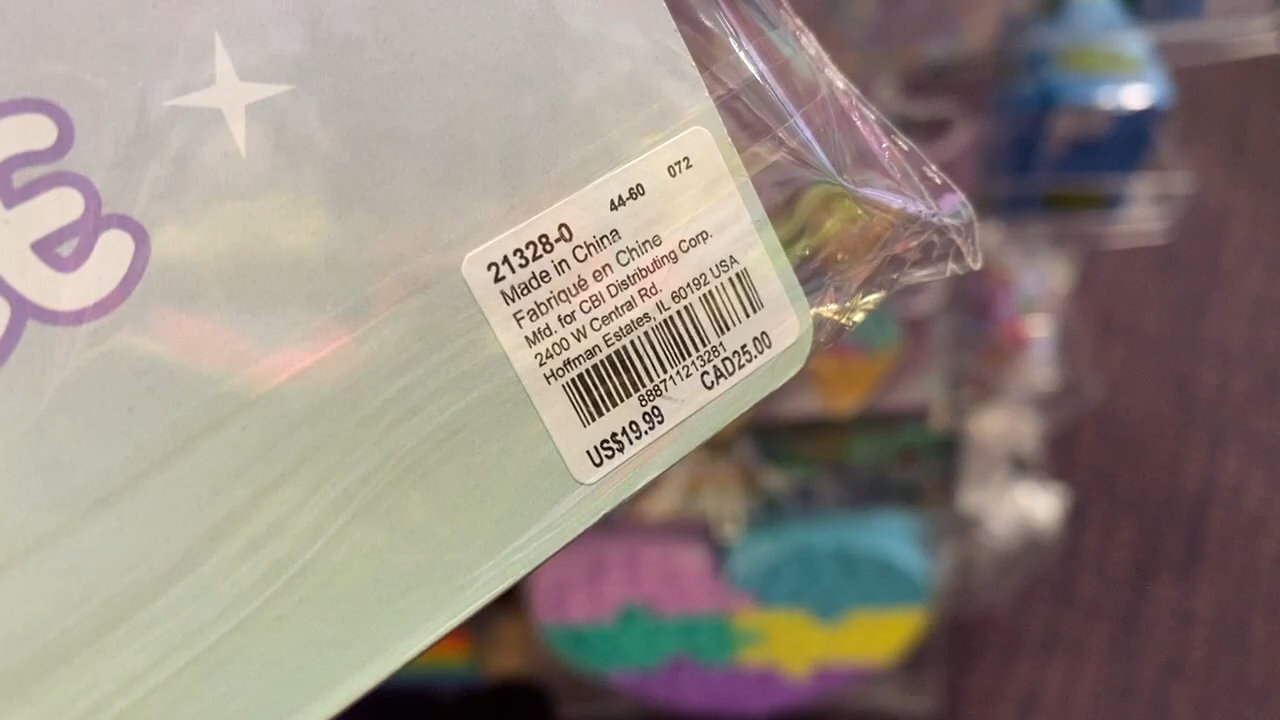 44-60 072
21328-0
Made in China
Fabriqué en Chine
Mfd. for CBI Distributing Corp.
2400 W Central Rd.
Hoffman Estates, IL 60192 USA
888711213281
US$19.99 CAD25.00